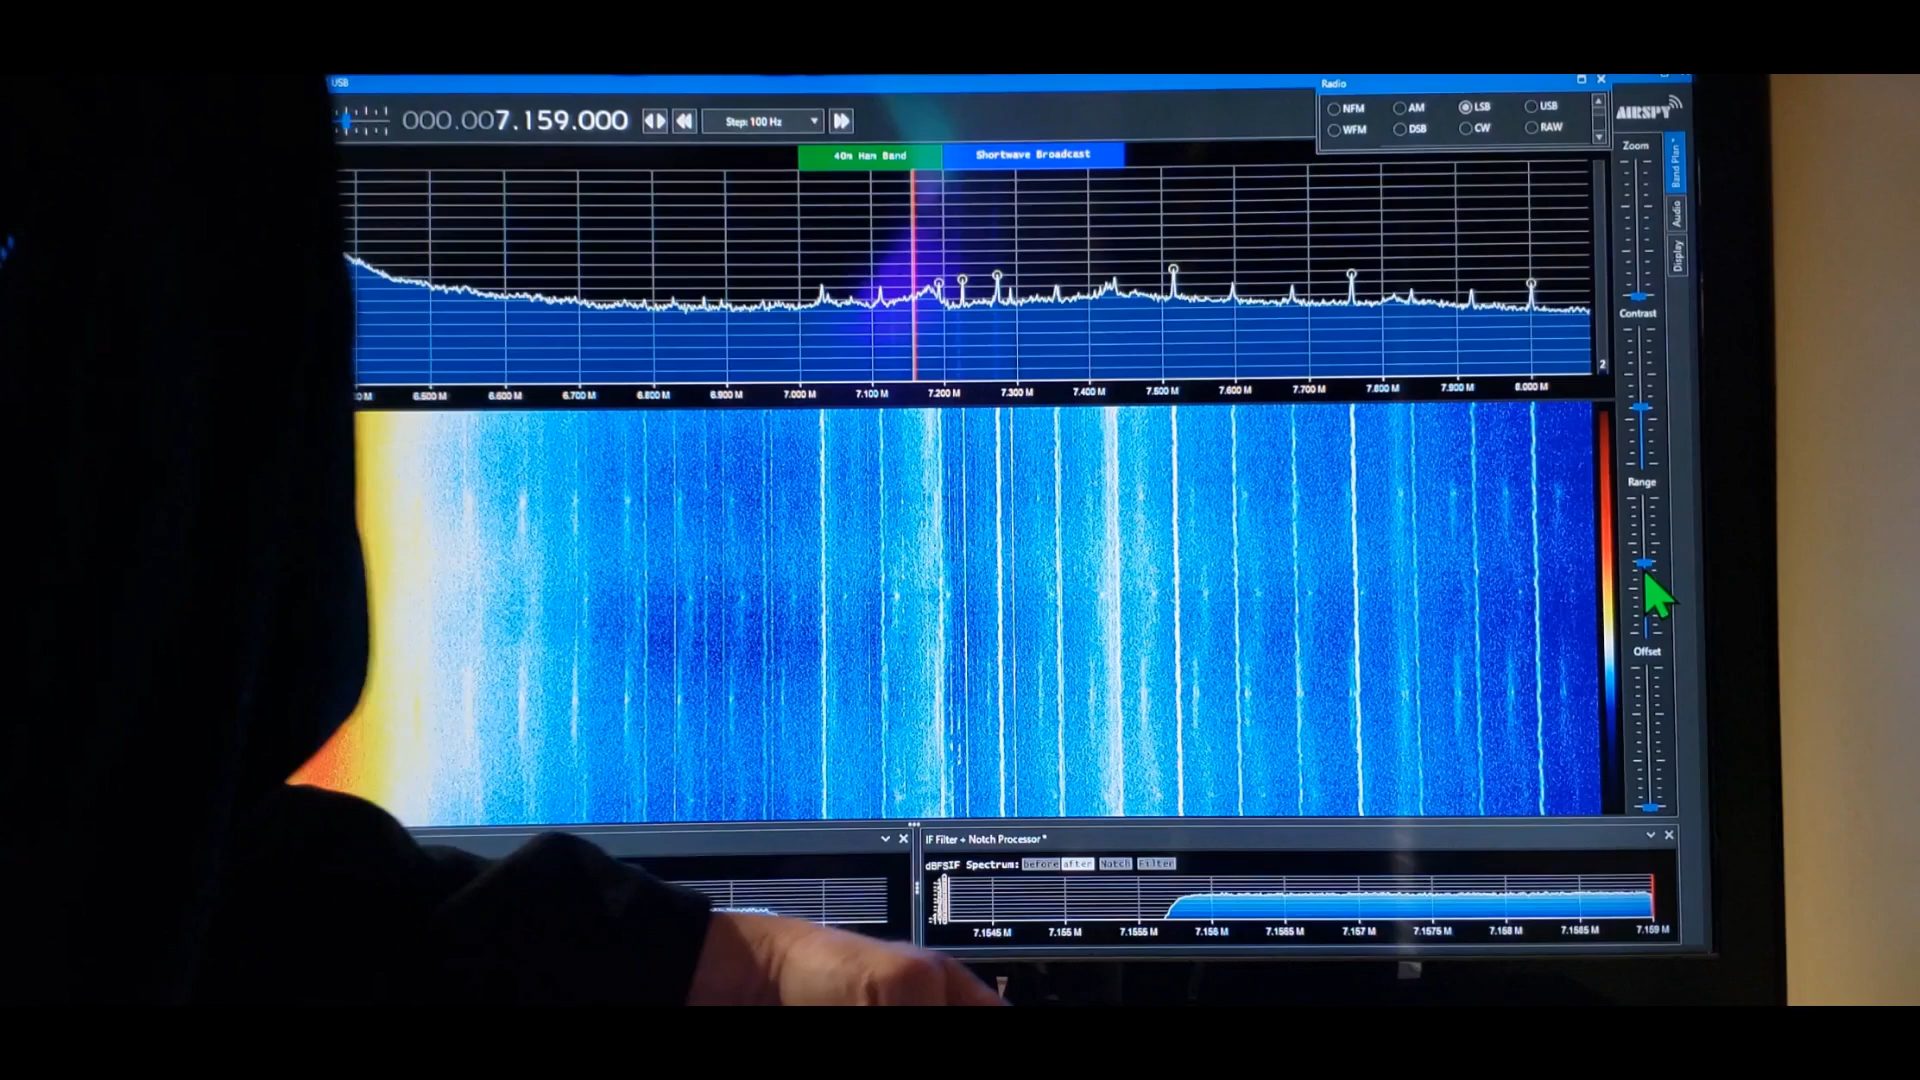 USB
Radio
000.007.159.000
Step: 100 Hz
NFM AM LSB USB
WFM DSB CW RAW
AIRSPY
40m Ham Band
Shortwave Broadcast
Zoom
Band Plan *
Audio
Display
Contrast
2
6.500 M 6.600 M 6.700 M 6.800 M 6.900 M 7.000 M 7.100 M 7.200 M 7.300 M 7.400 M 7.500 M 7.600 M 7.700 M 7.800 M 7.900 M 8.000 M
Range
Offset
IF Filter + Notch Processor *
dBFS IF Spectrum: before after Notch Filter
7.1545 M 7.155 M 7.1555 M 7.156 M 7.1565 M 7.157 M 7.1575 M 7.158 M 7.1585 M 7.159 M